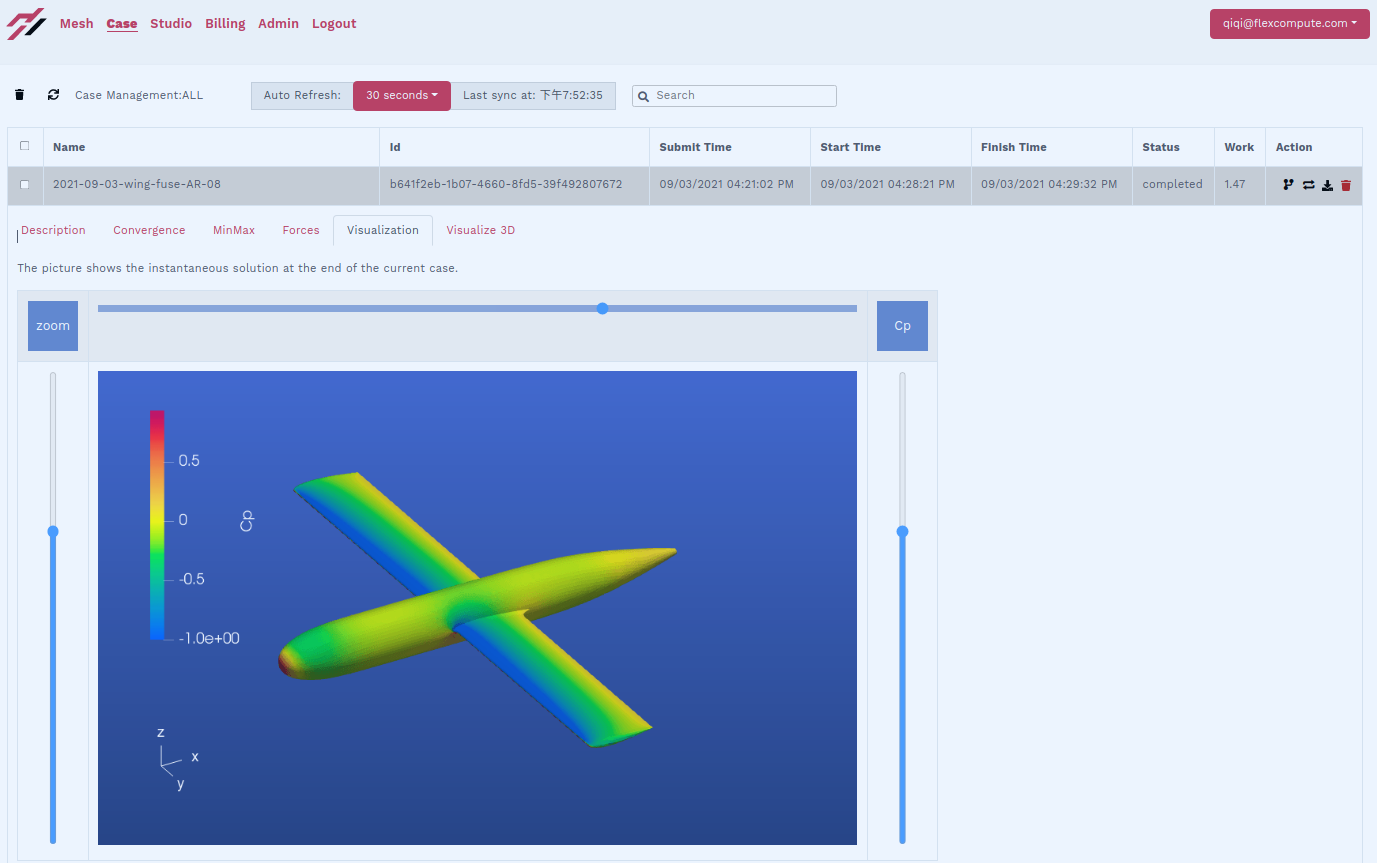 Mesh Case Studio Billing Admin Logout qiqi@flexcompute.com
Case Management:ALL Auto Refresh: 30 seconds Last sync at: 下午7:52:35 Search
Name Id Submit Time Start Time Finish Time Status Work Action
2021-09-03-wing-fuse-AR-08 b641f2eb-1b07-4660-8fd5-39f492807672 09/03/2021 04:21:02 PM 09/03/2021 04:28:21 PM 09/03/2021 04:29:32 PM completed 1.47
Description Convergence MinMax Forces Visualization Visualize 3D
The picture shows the instantaneous solution at the end of the current case.
zoom Cp
0.5
0 Cp
-0.5
-1.0e+00
z
x
y